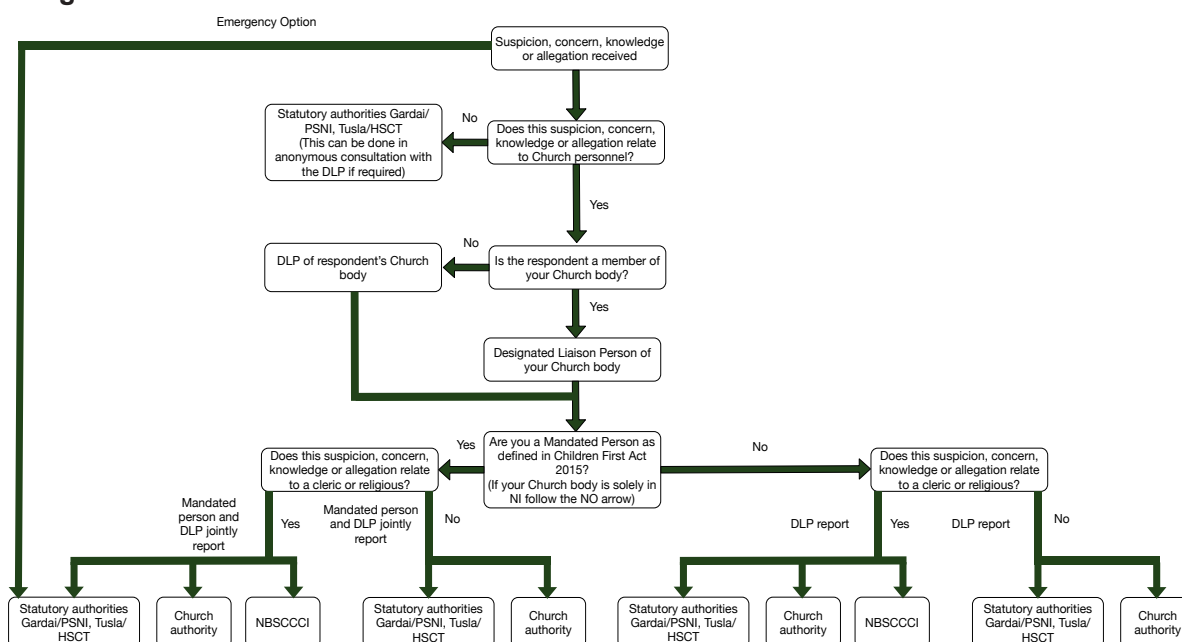 Emergency Option
Suspicion, concern, knowledge
or allegation received
Statutory authorities Gardai/
PSNI, Tusla/HSCT
(This can be done in
anonymous consultation with
the DLP if required)
No
Does this suspicion, concern,
knowledge or allegation relate
to Church personnel?
Yes
DLP of respondent's Church
body
No
Is the respondent a member of
your Church body?
Yes
Designated Liaison Person of
your Church body
Does this suspicion, concern,
knowledge or allegation relate
to a cleric or religious?
Yes
Are you a Mandated Person as
defined in Children First Act
2015?
(If your Church body is solely in
NI follow the NO arrow)
No
Does this suspicion, concern,
knowledge or allegation relate
to a cleric or religious?
Mandated
person and
DLP jointly
report
Yes
Mandated person
and DLP jointly
report
No
DLP report
Yes
DLP report
No
Statutory authorities
Gardai/PSNI, Tusla/
HSCT
Church
authority
NBSCCCI
Statutory authorities
Gardai/PSNI, Tusla/
HSCT
Church
authority
Statutory authorities
Gardai/PSNI, Tusla/
HSCT
Church
authority
NBSCCCI
Statutory authorities
Gardai/PSNI, Tusla/
HSCT
Church
authority